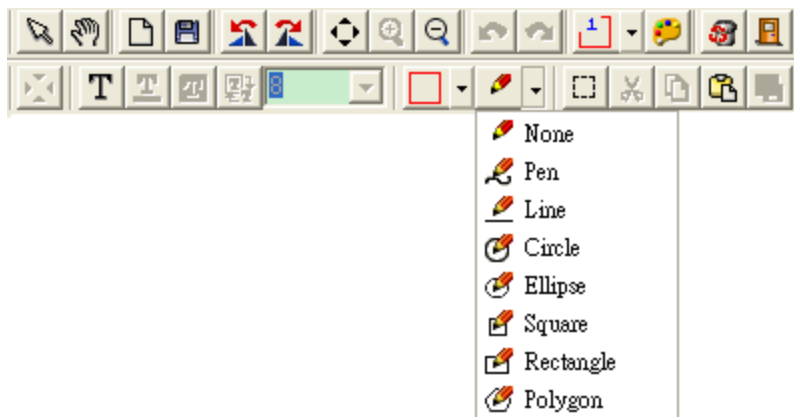 1
T T T
8
None
Pen
Line
Circle
Ellipse
Square
Rectangle
Polygon